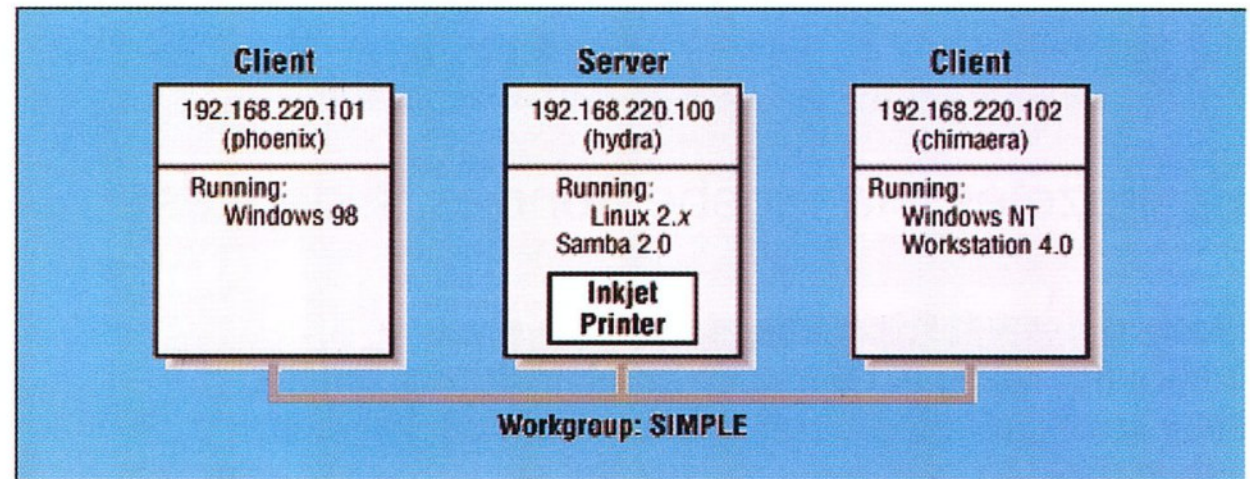 Client
192.168.220.101
(phoenix)
Running:
Windows 98
Server
192.168.220.100
(hydra)
Running:
Linux 2.x
Samba 2.0
Inkjet
Printer
Client
192.168.220.102
(chimaera)
Running:
Windows NT
Workstation 4.0
Workgroup: SIMPLE